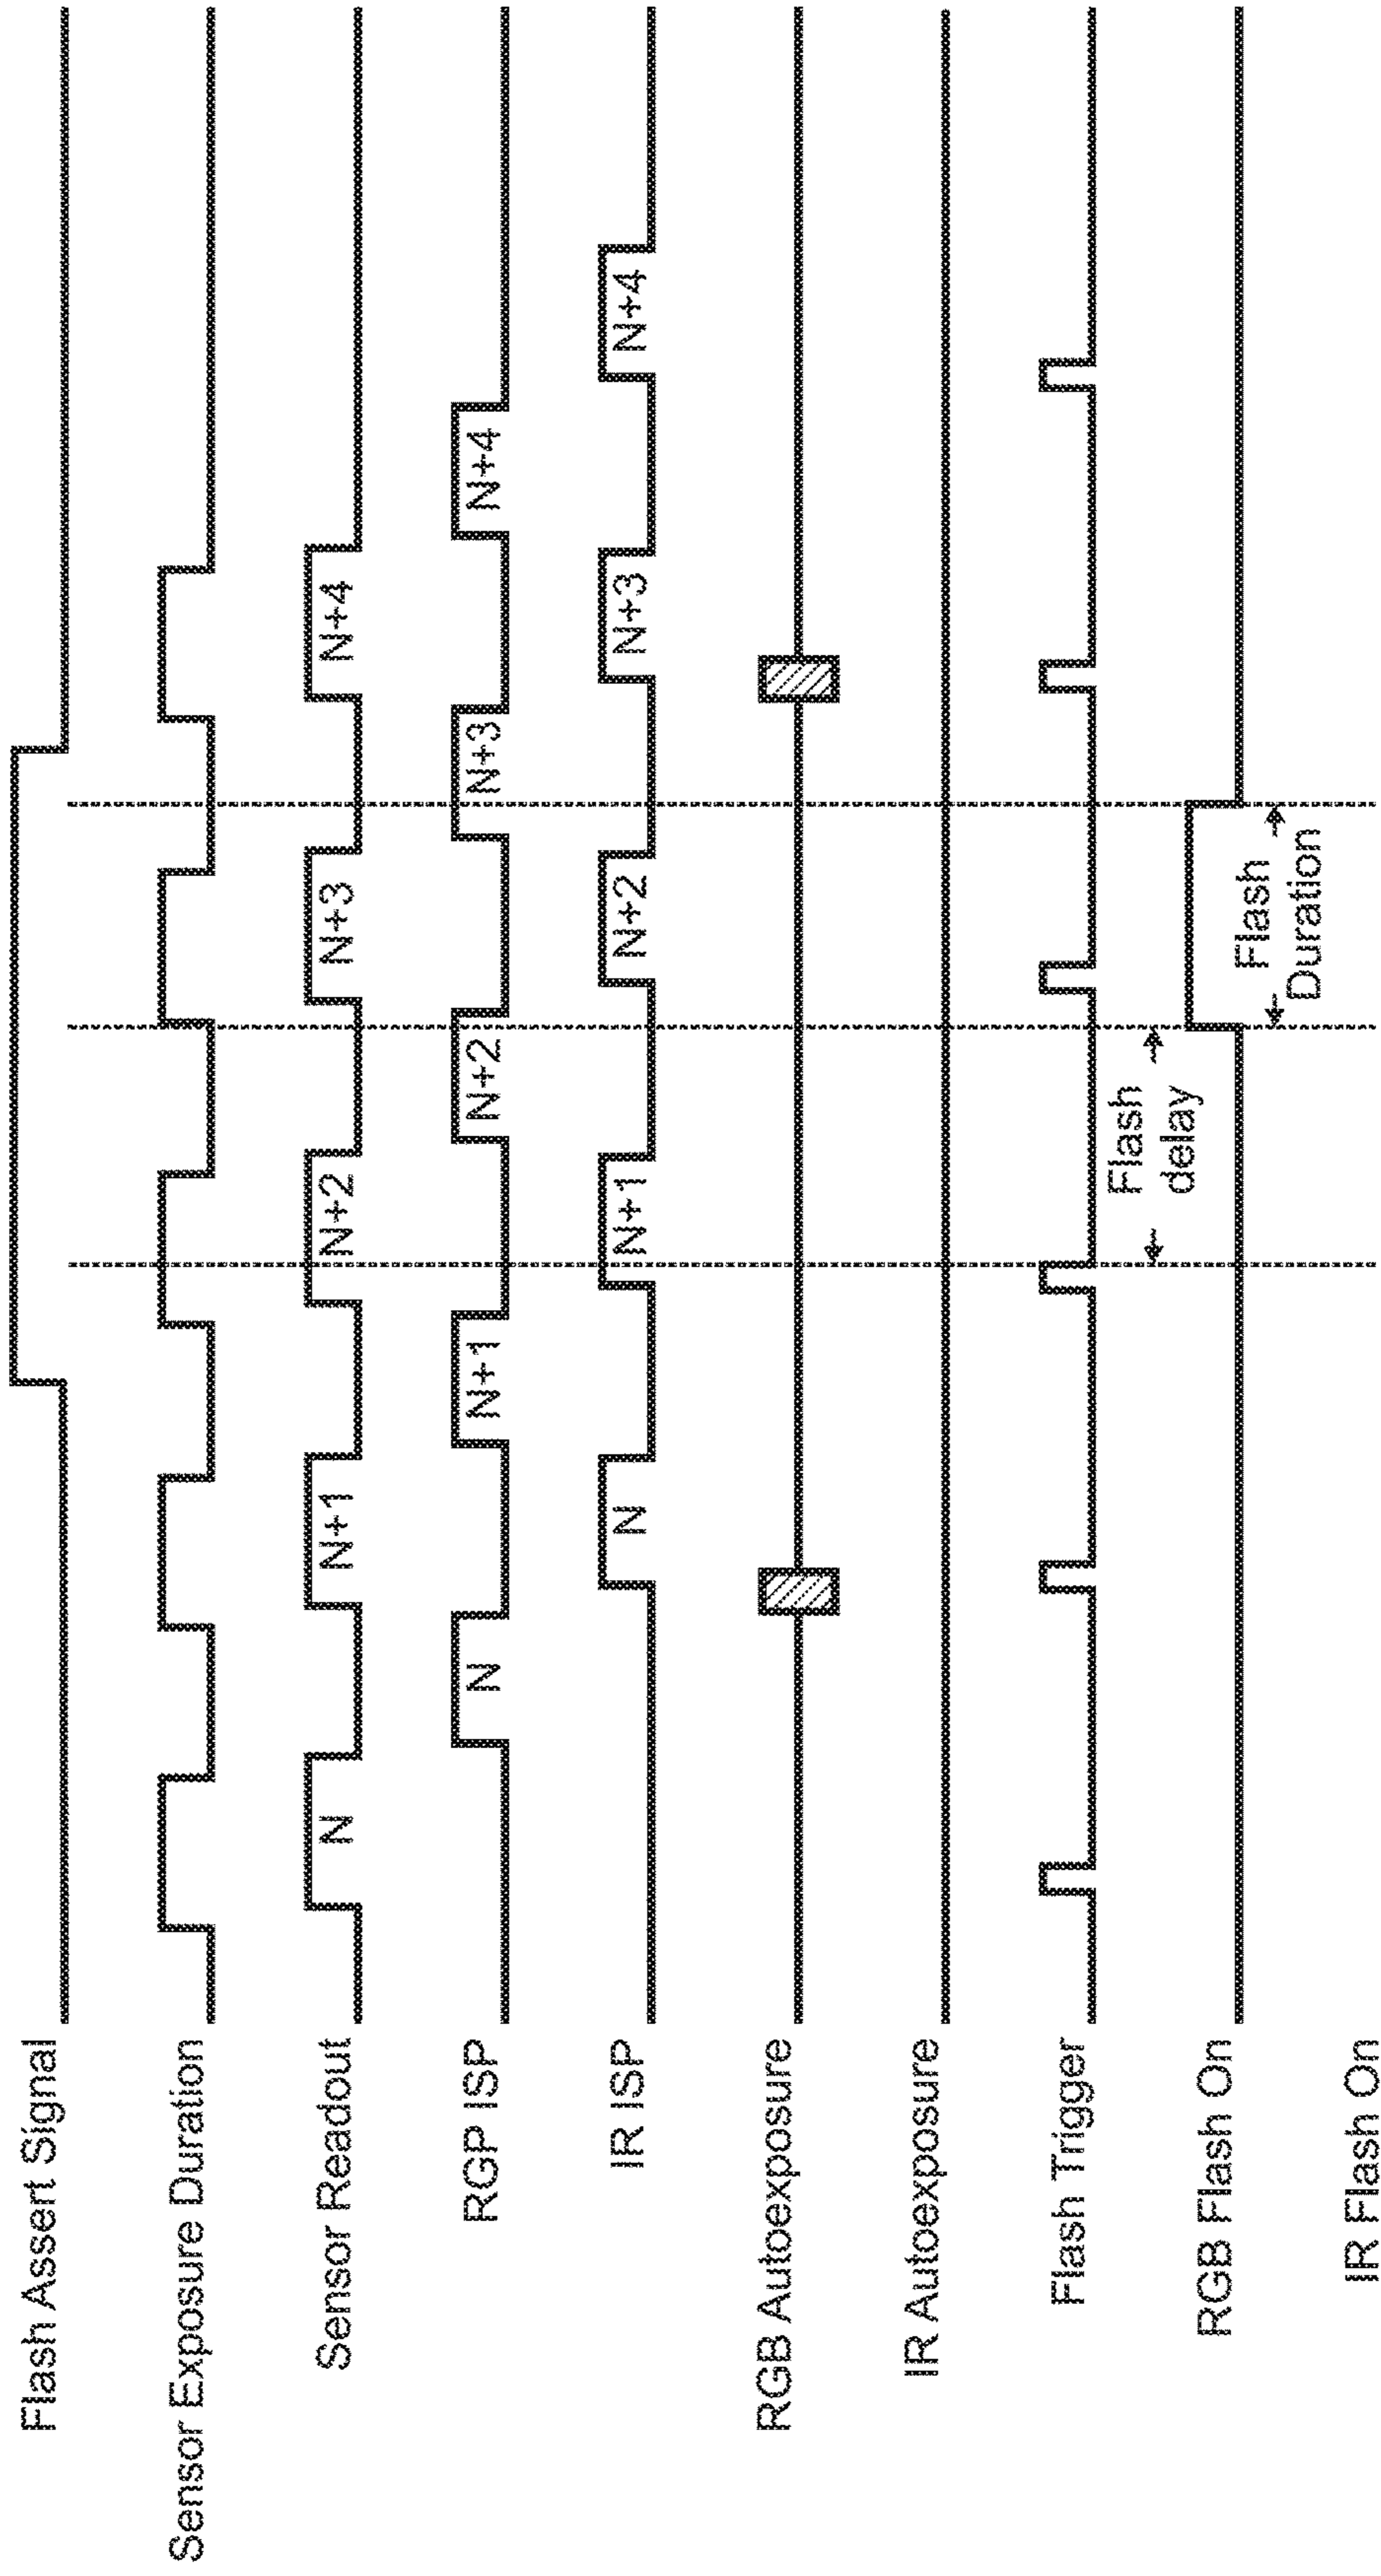 Flash Assert Signal
Sensor Exposure Duration
Sensor Readout
N
N+1
N+2
N+3
N+4
RGP ISP
N
N+1
N+2
N+3
N+4
IR ISP
N
N+1
N+2
N+3
N+4
RGB Autoexposure
IR Autoexposure
Flash Trigger
Flash
delay
RGB Flash On
Flash
Duration
IR Flash On